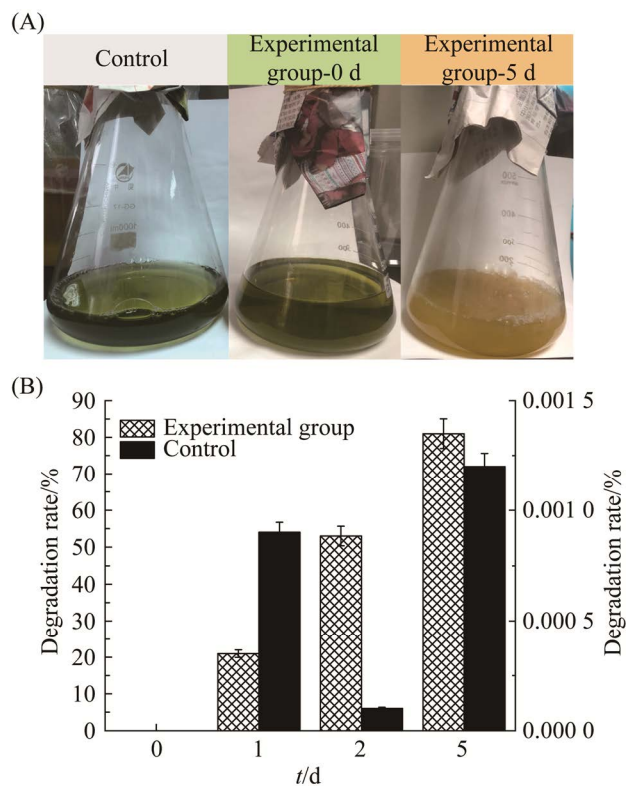 (A)
Control
Experimental
group-0 d
Experimental
group-5 d
(B)
Experimental group
Control
Degradation rate/%
90
80
70
60
50
40
30
20
10
0
Degradation rate/%
0.001 5
0.001 0
0.000 5
0.000 0
0
1
2
5
t/d